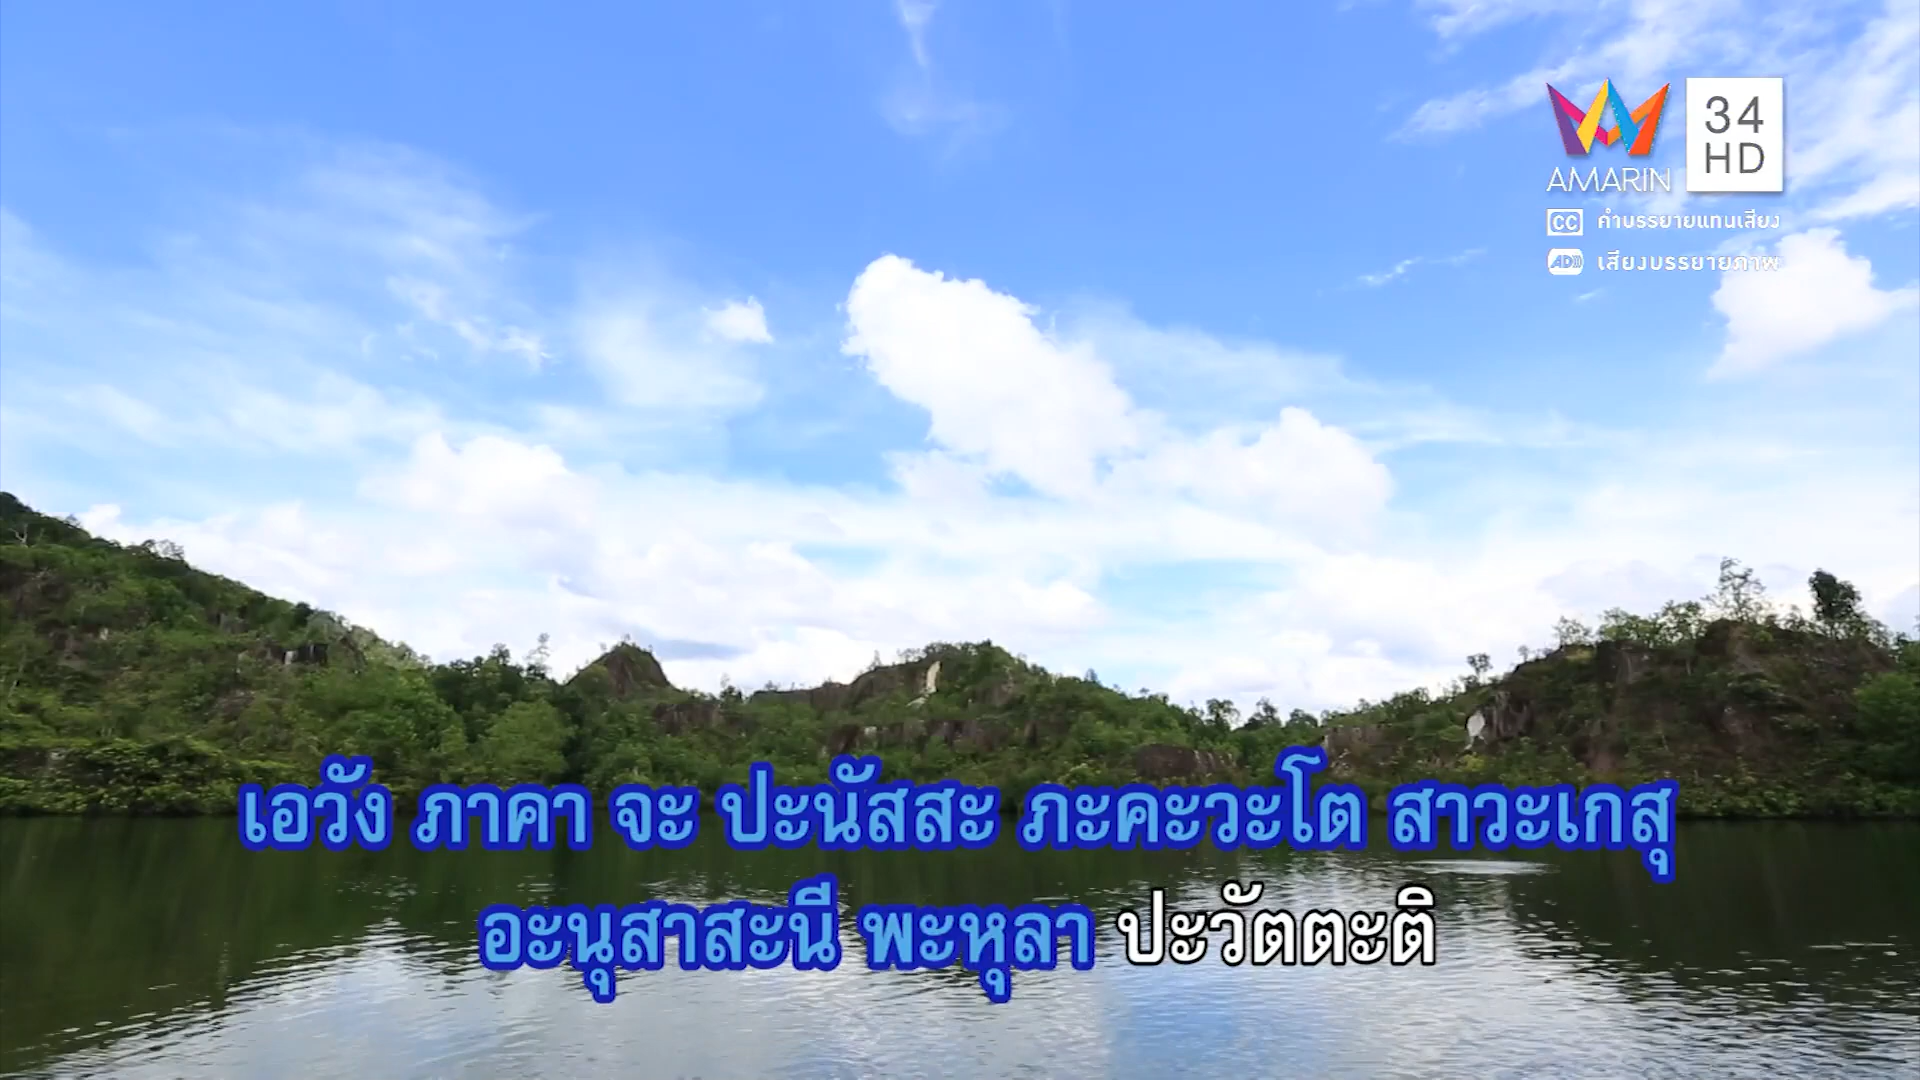 AMARIN
34
HD
CC คำบรรยายแทนเสียง
AD เสียงบรรยายภาพ
เอวัง ภาคา จะ ปะนัสสะ ภะคะวะโต สาวะเกสุ
อะนุสาสะนี พะหุลา ปะวัตตะติ